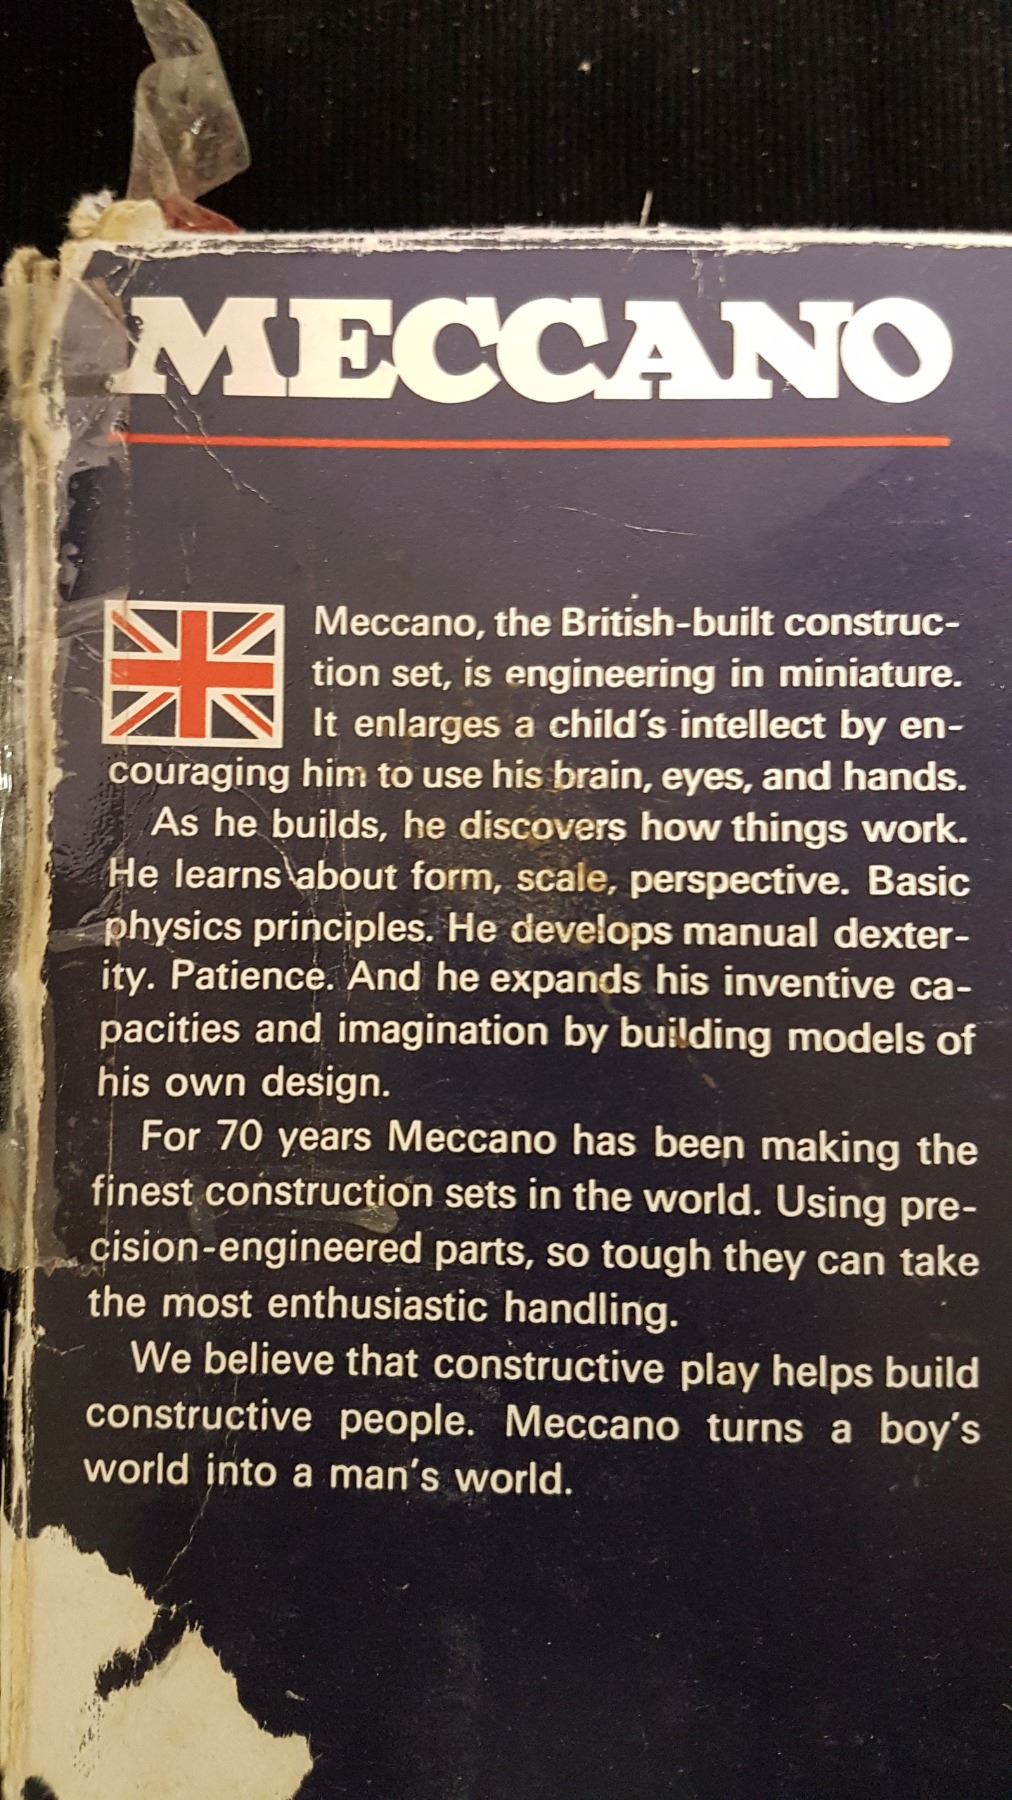 MECCANO
Meccano, the British-built construc-
tion set, is engineering in miniature.
It enlarges a child's intellect by en-
couraging him to use his brain, eyes, and hands.
As he builds, he discovers how things work.
He learns about form, scale, perspective. Basic
physics principles. He develops manual dexter-
ity. Patience. And he expands his inventive ca-
pacities and imagination by building models of
his own design.
For 70 years Meccano has been making the
finest construction sets in the world. Using pre-
cision-engineered parts, so tough they can take
the most enthusiastic handling.
We believe that constructive play helps build
constructive people. Meccano turns a boy's
world into a man's world.